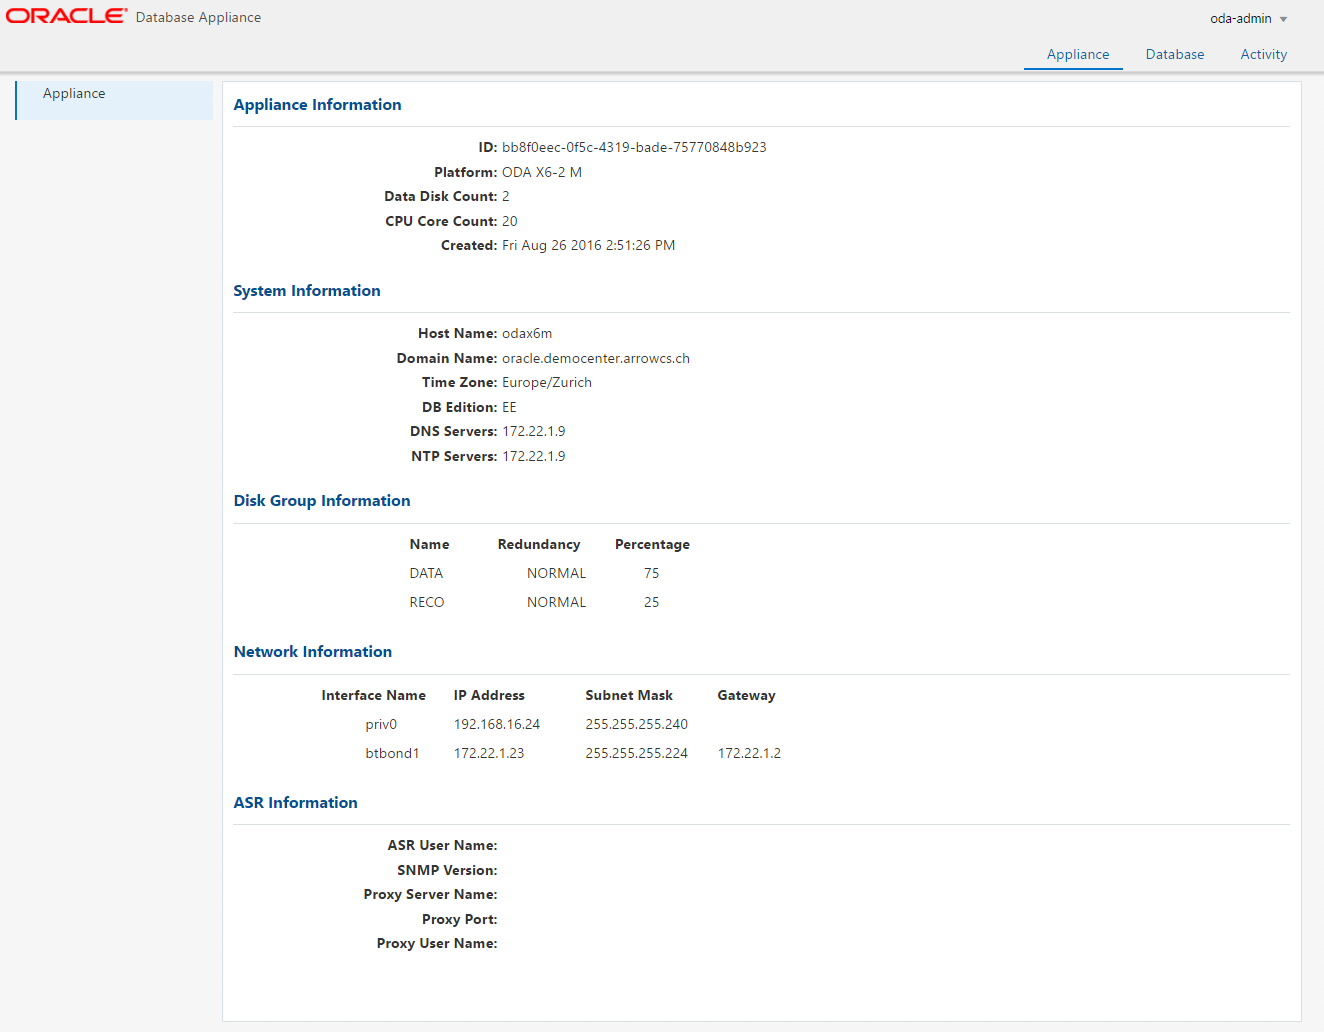 ORACLE Database Appliance
oda-admin
Appliance Database Activity
Appliance
Appliance Information
ID: bb8f0eec-0f5c-4319-bade-75770848b923
Platform: ODA X6-2 M
Data Disk Count: 2
CPU Core Count: 20
Created: Fri Aug 26 2016 2:51:26 PM
System Information
Host Name: odax6m
Domain Name: oracle.democenter.arrowcs.ch
Time Zone: Europe/Zurich
DB Edition: EE
DNS Servers: 172.22.1.9
NTP Servers: 172.22.1.9
Disk Group Information
Name Redundancy Percentage
DATA NORMAL 75
RECO NORMAL 25
Network Information
Interface Name IP Address Subnet Mask Gateway
priv0 192.168.16.24 255.255.255.240
btbond1 172.22.1.23 255.255.255.224 172.22.1.2
ASR Information
ASR User Name:
SNMP Version:
Proxy Server Name:
Proxy Port:
Proxy User Name: